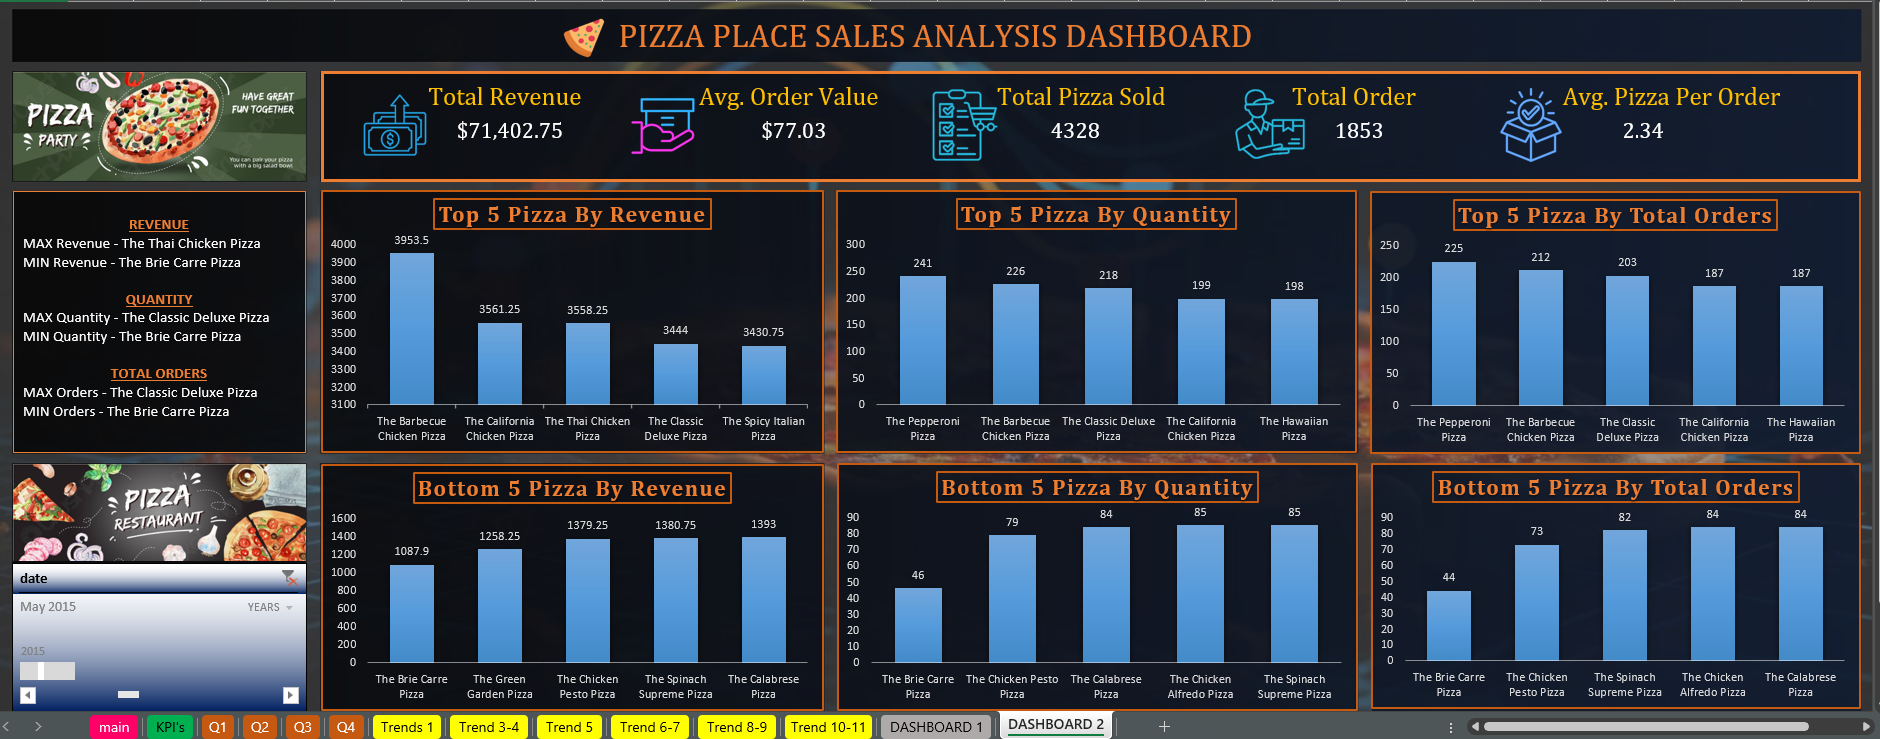 PIZZA PLACE SALES ANALYSIS DASHBOARD
PIZZA
PARTY
HAVE GREAT
FUN TOGETHER
You can pair your pizza
with a big salad bowl
Total Revenue
$71,402.75
Avg. Order Value
$77.03
Total Pizza Sold
4328
Total Order
1853
Avg. Pizza Per Order
2.34
REVENUE
MAX Revenue - The Thai Chicken Pizza
MIN Revenue - The Brie Carre Pizza
QUANTITY
MAX Quantity - The Classic Deluxe Pizza
MIN Quantity - The Brie Carre Pizza
TOTAL ORDERS
MAX Orders - The Classic Deluxe Pizza
MIN Orders - The Brie Carre Pizza
Top 5 Pizza By Revenue
4000
3900
3800
3700
3600
3500
3400
3300
3200
3100
3953.5
3561.25
3558.25
3444
3430.75
The Barbecue
Chicken Pizza
The California
Chicken Pizza
The Thai Chicken
Pizza
The Classic
Deluxe Pizza
The Spicy Italian
Pizza
Top 5 Pizza By Quantity
300
250
200
150
100
50
0
241
226
218
199
198
The Pepperoni
Pizza
The Barbecue
Chicken Pizza
The Classic Deluxe
Pizza
The California
Chicken Pizza
The Hawaiian
Pizza
Top 5 Pizza By Total Orders
250
200
150
100
50
0
225
212
203
187
187
The Pepperoni
Pizza
The Barbecue
Chicken Pizza
The Classic
Deluxe Pizza
The California
Chicken Pizza
The Hawaiian
Pizza
PIZZA
RESTAURANT
date
May 2015
YEARS
2015
Bottom 5 Pizza By Revenue
1600
1400
1200
1000
800
600
400
200
0
1087.9
1258.25
1379.25
1380.75
1393
The Brie Carre
Pizza
The Green
Garden Pizza
The Chicken
Pesto Pizza
The Spinach
Supreme Pizza
The Calabrese
Pizza
Bottom 5 Pizza By Quantity
90
80
70
60
50
40
30
20
10
0
46
79
84
85
85
The Brie Carre
Pizza
The Chicken Pesto
Pizza
The Calabrese
Pizza
The Chicken
Alfredo Pizza
The Spinach
Supreme Pizza
Bottom 5 Pizza By Total Orders
90
80
70
60
50
40
30
20
10
0
44
73
82
84
84
The Brie Carre
Pizza
The Chicken
Pesto Pizza
The Spinach
Supreme Pizza
The Chicken
Alfredo Pizza
The Calabrese
Pizza
main
KPI's
Q1
Q2
Q3
Q4
Trends 1
Trend 3-4
Trend 5
Trend 6-7
Trend 8-9
Trend 10-11
DASHBOARD 1
DASHBOARD 2